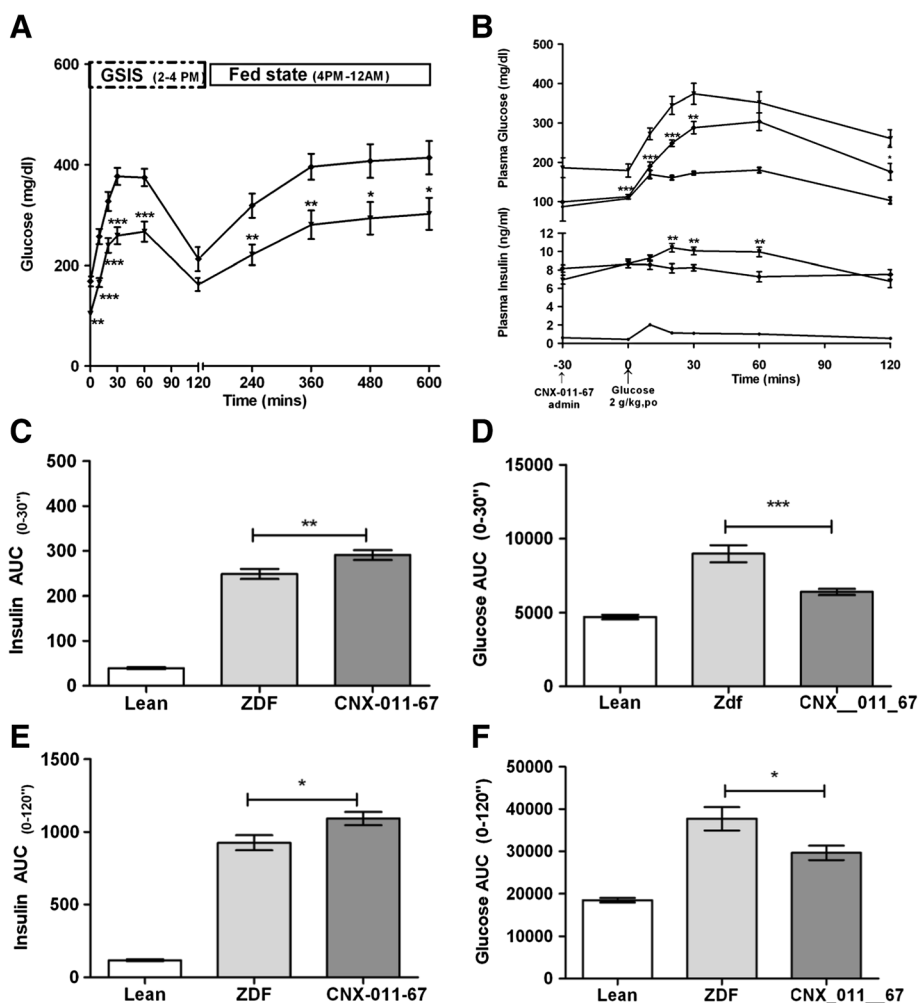 A
600
GSIS (2-4 PM)
Fed state (4PM-12AM)
400
200
0
Glucose (mg/dl)
**
***
***
***
***
**
**
*
*
0 30 60 90 120 240 360 480 600
Time (mins)
B
500
400
300
200
100
Plasma Glucose (mg/dl)
***
***
***
**
*
14
12
10
8
6
4
2
0
Plasma Insulin (ng/ml)
** ** **
-30 0 30 60 90 120
Time (mins)
CNX-011-67
admin
Glucose
2 g/kg,po
C
500
400
300
200
100
0
Insulin AUC (0-30")
**
Lean ZDF CNX-011-67
D
15000
10000
5000
0
Glucose AUC (0-30")
***
Lean Zdf CNX__011_67
E
1500
1000
500
0
Insulin AUC (0-120")
*
Lean ZDF CNX-011-67
F
50000
40000
30000
20000
10000
0
Glucose AUC (0-120")
*
Lean ZDF CNX_011__67